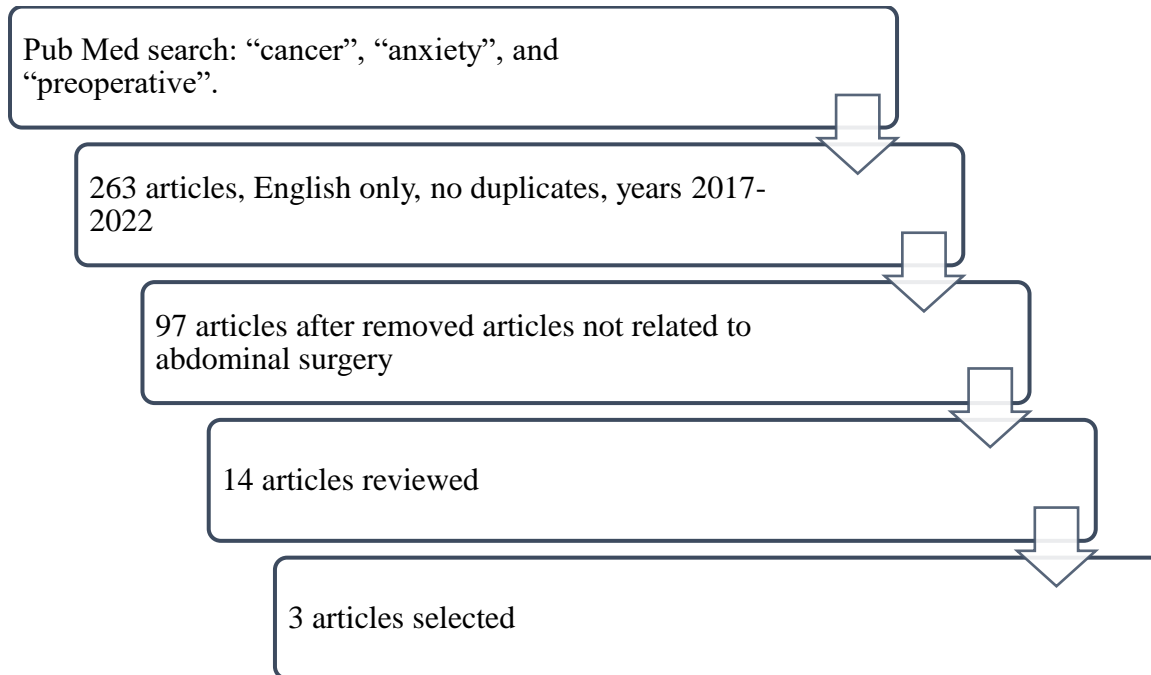 Pub Med search: “cancer”, “anxiety”, and
“preoperative”.
263 articles, English only, no duplicates, years 2017-
2022
97 articles after removed articles not related to
abdominal surgery
14 articles reviewed
3 articles selected